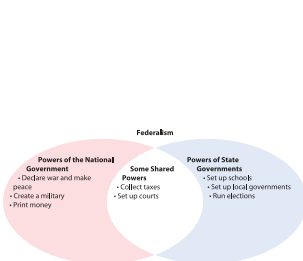 Federalism
Powers of the National
Government
• Declare war and make
peace
• Create a military
• Print money
Some Shared
Powers
• Collect taxes
• Set up courts
Powers of State
Governments
• Set up schools
• Set up local governments
• Run elections